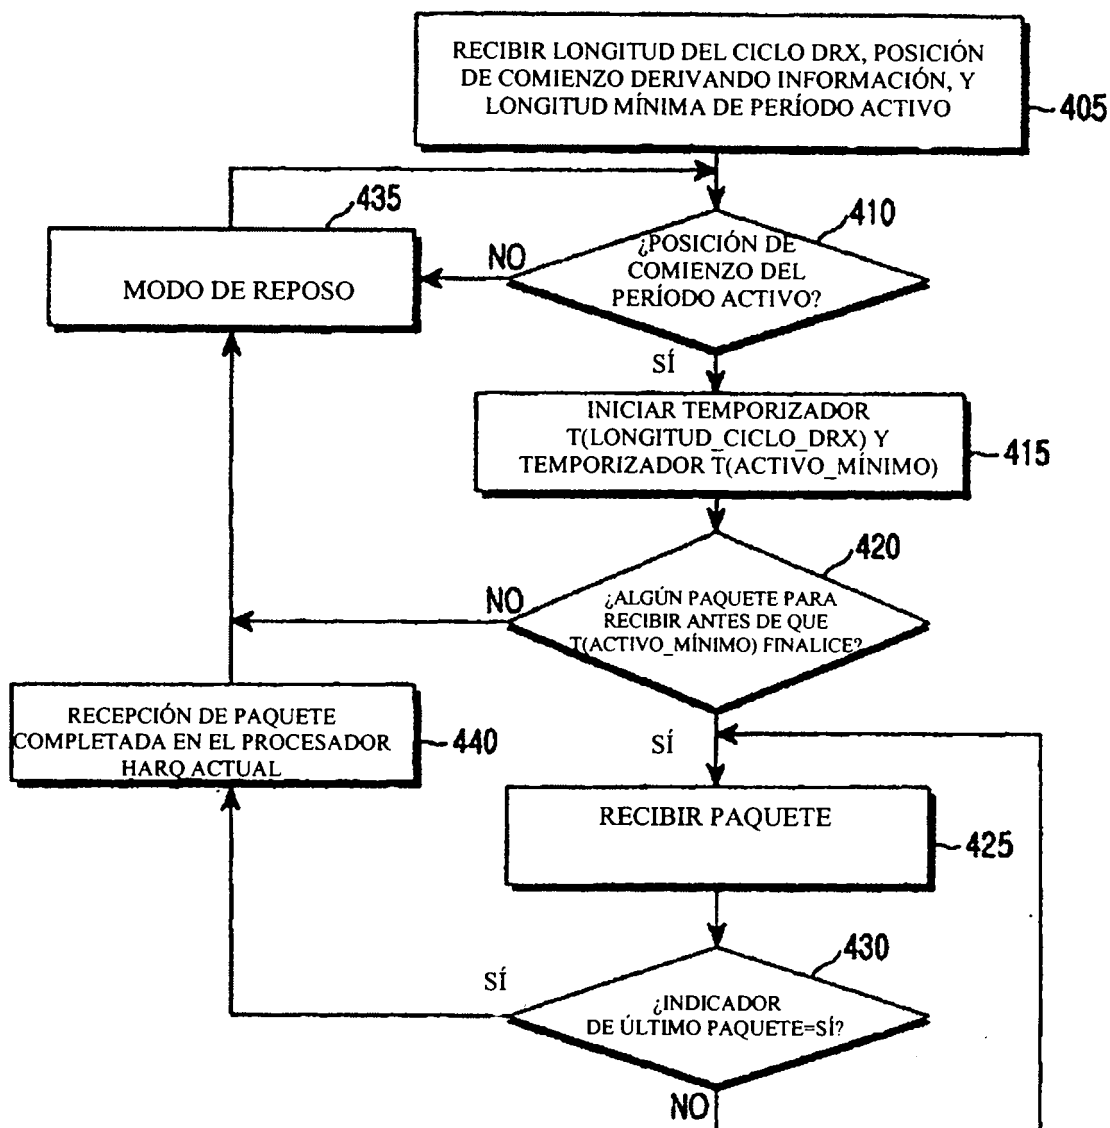 RECIBIR LONGITUD DEL CICLO DRX, POSICIÓN
DE COMIENZO DERIVANDO INFORMACIÓN, Y
LONGITUD MÍNIMA DE PERÍODO ACTIVO
405
435
410
MODO DE REPOSO
NO
¿POSICIÓN DE
COMIENZO DEL
PERÍODO ACTIVO?
SÍ
INICIAR TEMPORIZADOR
T(LONGITUD_CICLO_DRX) Y
TEMPORIZADOR T(ACTIVO_MÍNIMO)
415
420
NO
¿ALGÚN PAQUETE PARA
RECIBIR ANTES DE QUE
T(ACTIVO_MÍNIMO) FINALICE?
RECEPCIÓN DE PAQUETE
COMPLETADA EN EL PROCESADOR
HARQ ACTUAL
440
SÍ
RECIBIR PAQUETE
425
430
SÍ
¿INDICADOR
DE ÚLTIMO PAQUETE=SÍ?
NO